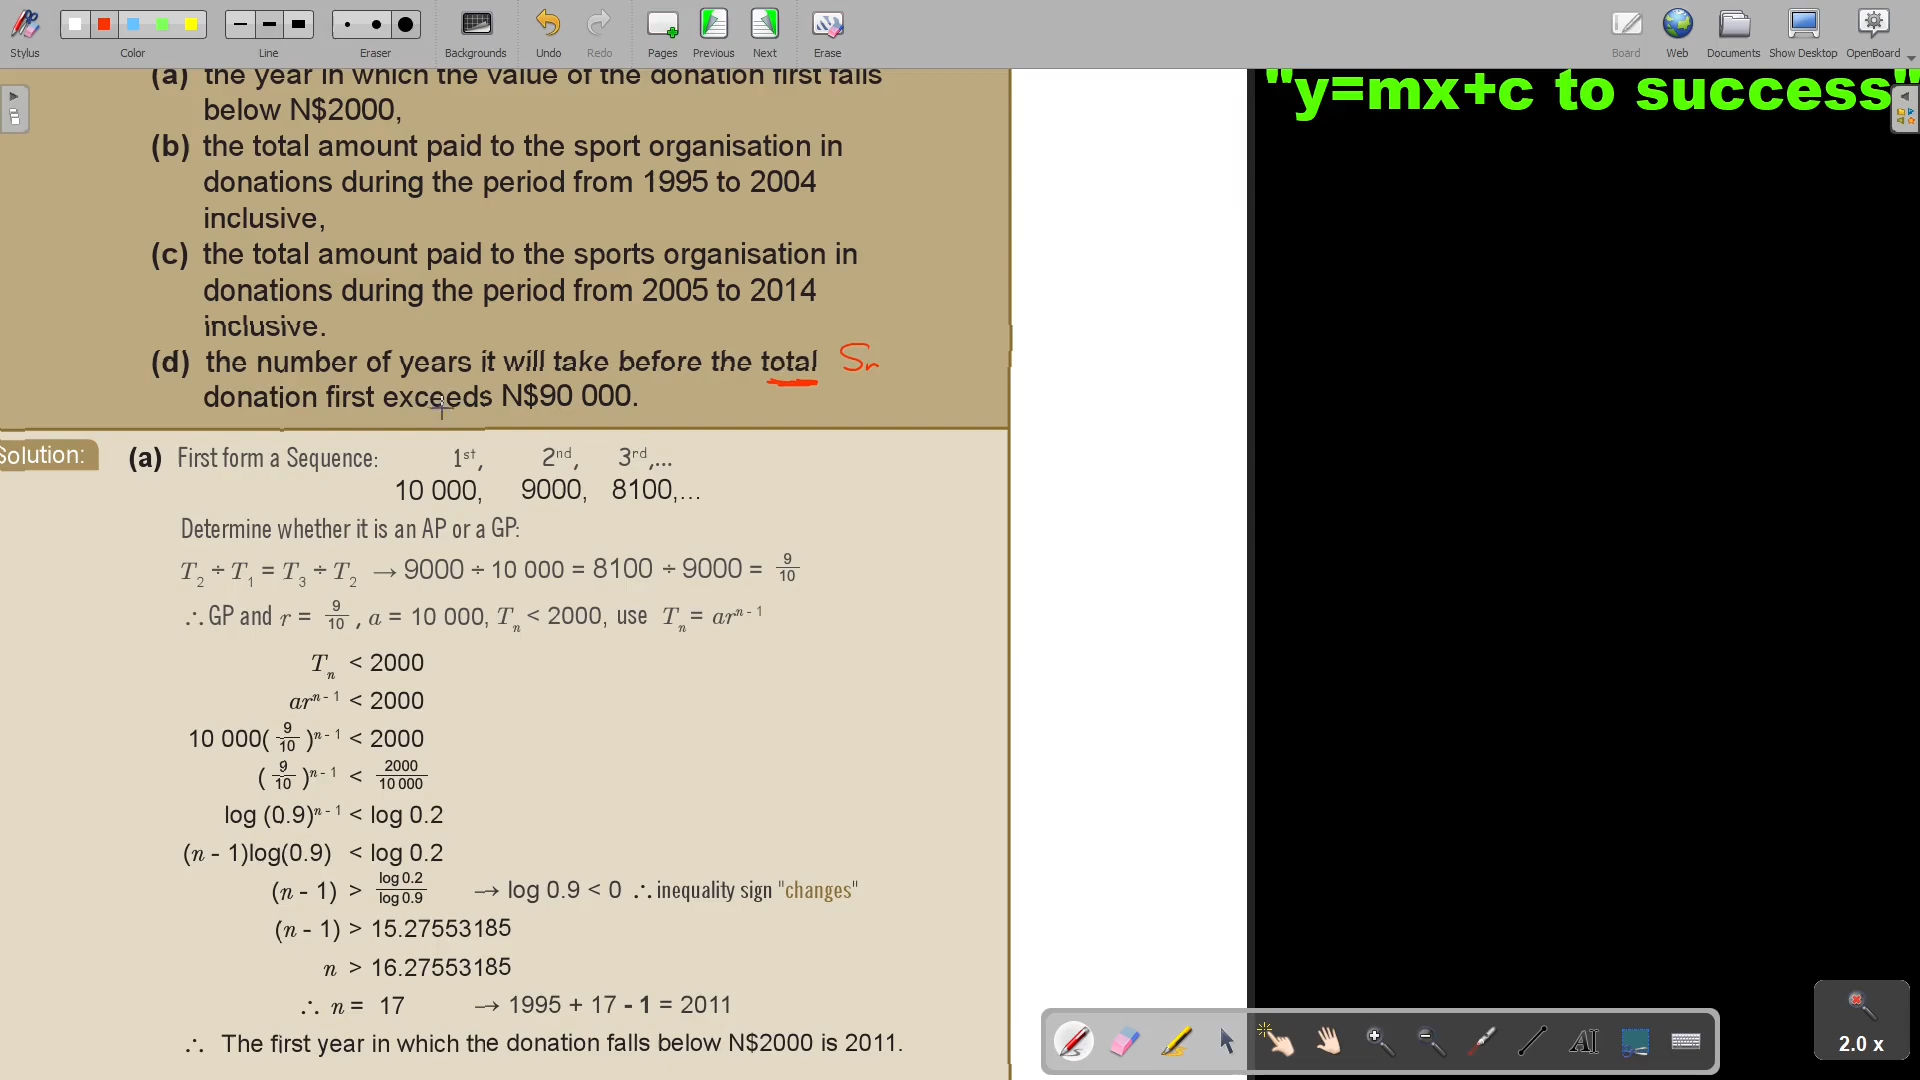 Stylus
Color
Line
Eraser
Backgrounds
Undo
Redo
Pages
Previous
Next
Erase
Board
Web
Documents
Show Desktop
OpenBoard
"y=mx+c to success"
(a) the year in which the value of the donation first falls
below N$2000,
(b) the total amount paid to the sport organisation in
donations during the period from 1995 to 2004
inclusive,
(c) the total amount paid to the sports organisation in
donations during the period from 2005 to 2014
inclusive.
(d) the number of years it will take before the total Sn
donation first exceeds N$90 000.
Solution:
(a) First form a Sequence: 1st, 2nd, 3rd,...
10 000, 9000, 8100,...
Determine whether it is an AP or a GP:
T2 ÷ T1 = T3 ÷ T2 → 9000 ÷ 10 000 = 8100 ÷ 9000 = 9/10
∴ GP and r = 9/10, a = 10 000, Tn < 2000, use Tn = ar^n-1
Tn < 2000
ar^n-1 < 2000
10 000(9/10)^n-1 < 2000
(9/10)^n-1 < 2000/10 000
log (0.9)^n-1 < log 0.2
(n - 1)log(0.9) < log 0.2
(n - 1) > log 0.2/log 0.9 → log 0.9 < 0 ∴ inequality sign "changes"
(n - 1) > 15.27553185
n > 16.27553185
∴ n = 17 → 1995 + 17 - 1 = 2011
∴ The first year in which the donation falls below N$2000 is 2011.
2.0 x